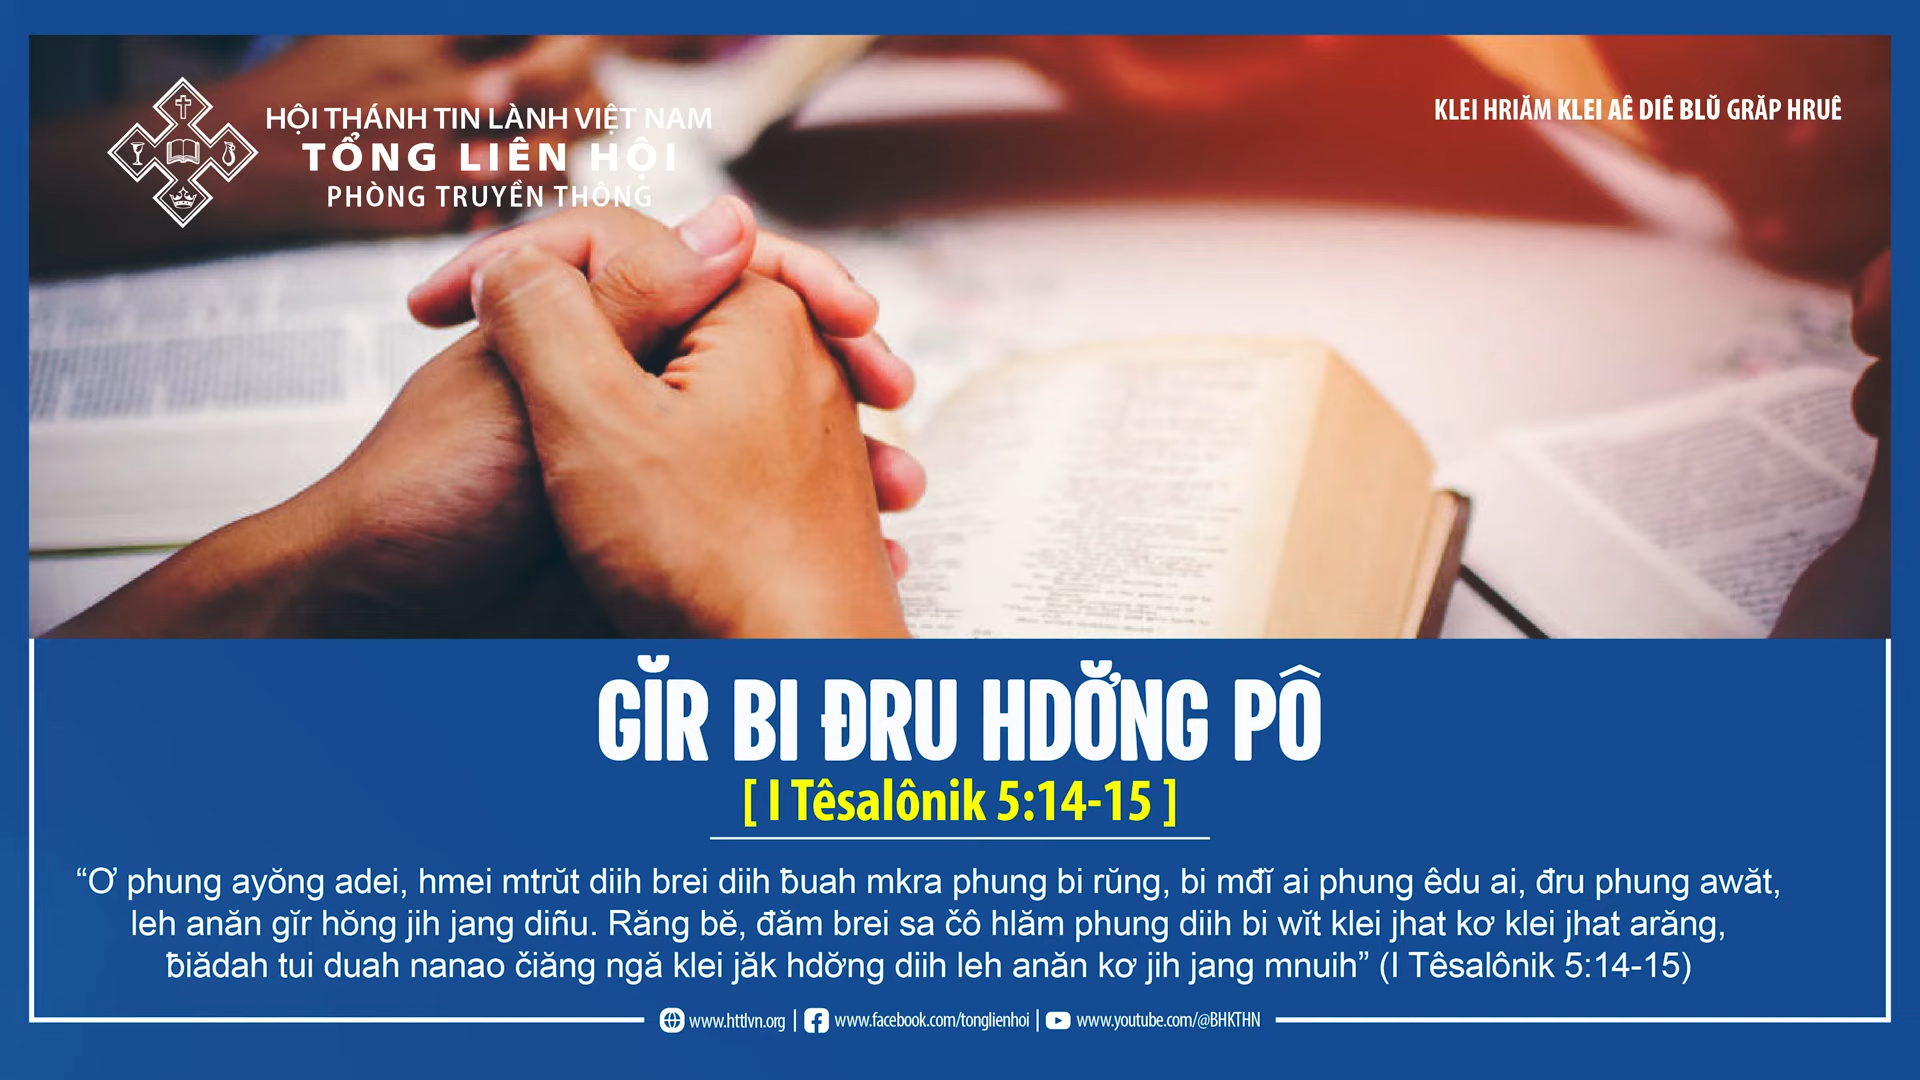 HỘI THÁNH TIN LÀNH VIỆT NAM
TỔNG LIÊN HỘI
PHÒNG TRUYỀN THÔNG
KLEI HRIĂM KLEI AÊ DIÊ BLŬ GRĂP HRUÊ
GĬR BI ĐRU HDƠ̆NG PÔ
[ I Têsalônik 5:14-15 ]
“Ơ phung ayŏng adei, hmei mtrŭt diih brei diih ƀuah mkra phung bi rŭng, bi mđĭ ai phung êdu ai, đru phung awăt,
leh anăn gĭr hŏng jih jang diñu. Răng bĕ, đăm brei sa čô hlăm phung diih bi wĭt klei jhat kơ klei jhat arăng,
ƀiădah tui duah nanao čiăng ngă klei jăk hdơ̆ng diih leh anăn kơ jih jang mnuih” (I Têsalônik 5:14-15)
www.httlvn.org | www.facebook.com/tonglienhoi | www.youtube.com/@BHKTHN